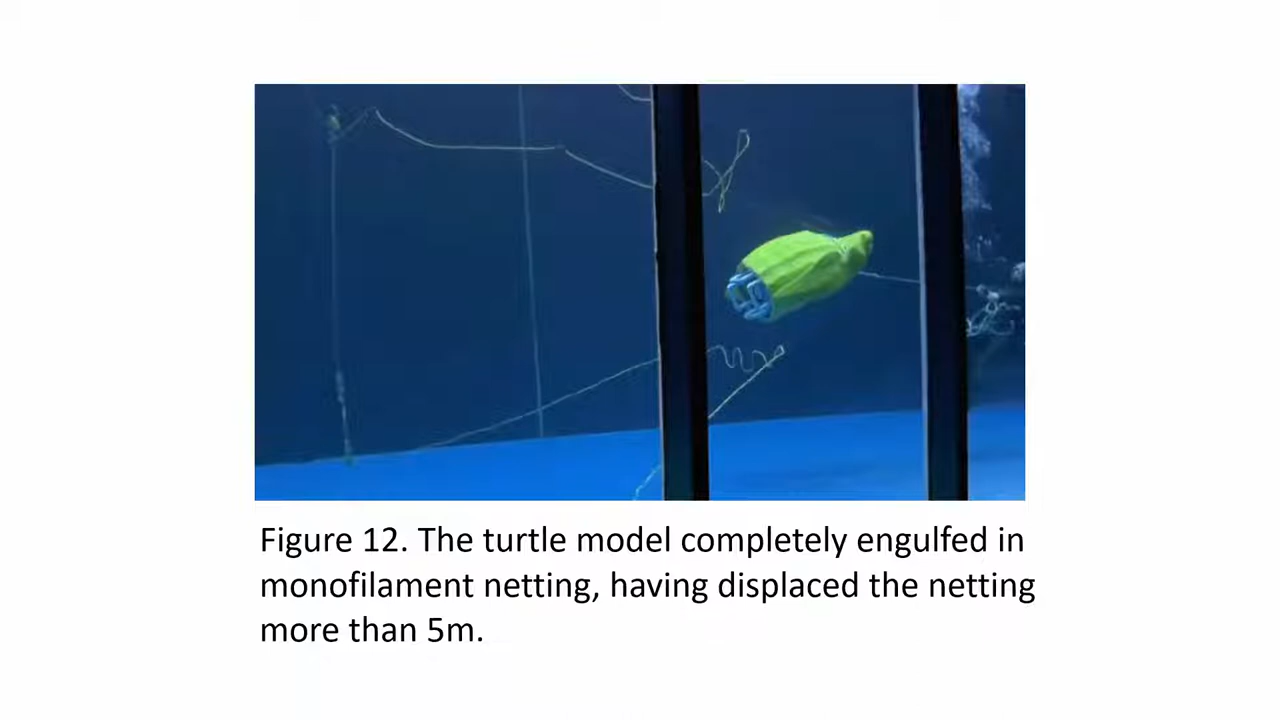 Figure 12. The turtle model completely engulfed in
monofilament netting, having displaced the netting
more than 5m.